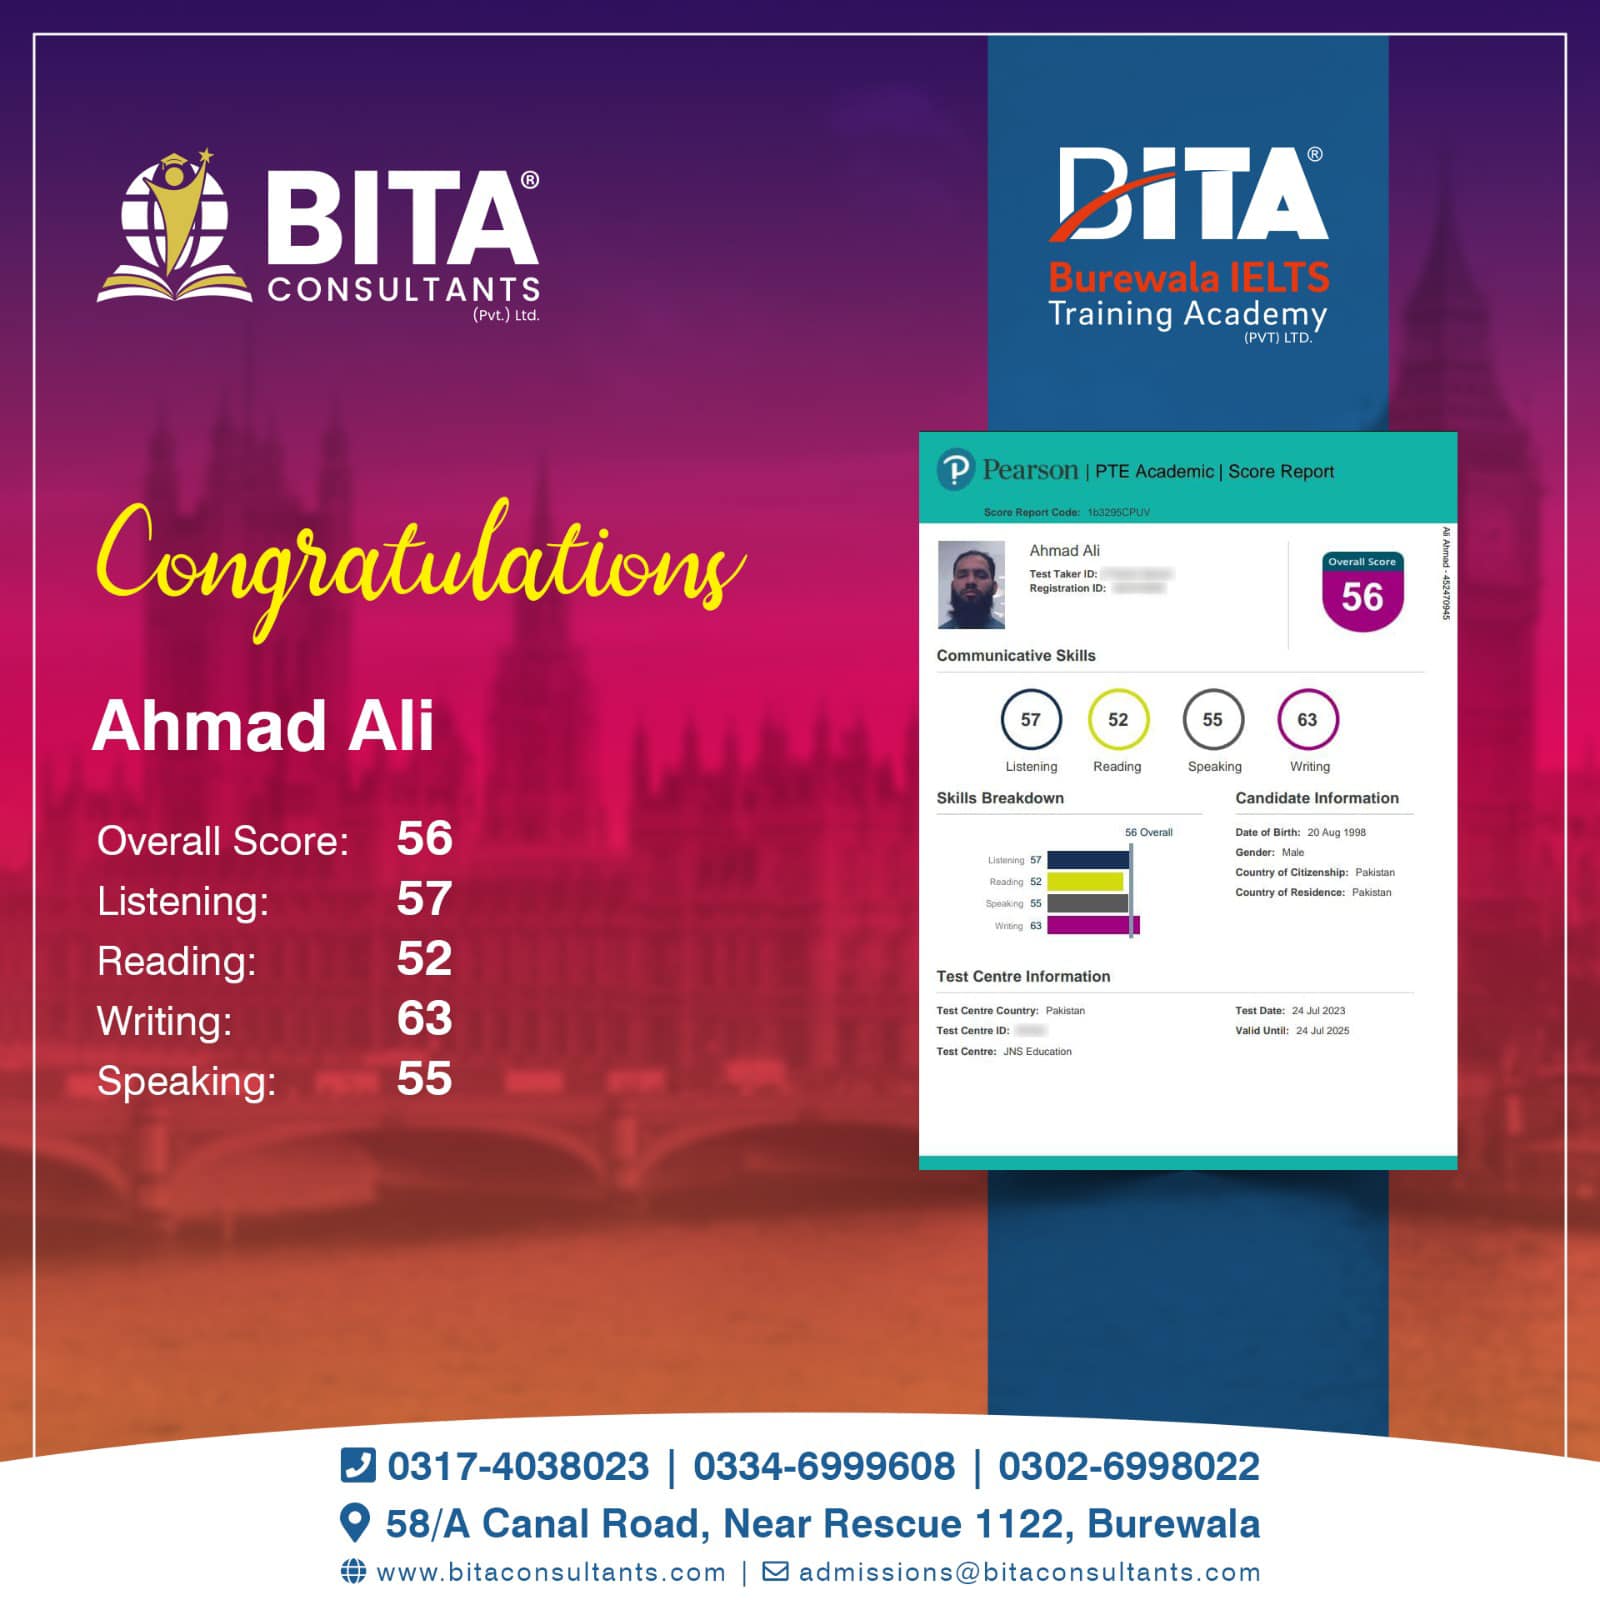 BITA®
CONSULTANTS
(Pvt.) Ltd.
BITA®
Burewala IELTS
Training Academy
(PVT) LTD.
Congratulations
Ahmad Ali
Overall Score: 56
Listening: 57
Reading: 52
Writing: 63
Speaking: 55
Pearson | PTE Academic | Score Report
Score Report Code: 1b3295CPUV
Ahmad Ali
Test Taker ID:
Registration ID:
Overall Score
56
Ali Ahmad - 452470945
Communicative Skills
57 52 55 63
Listening Reading Speaking Writing
Skills Breakdown
56 Overall
Listening 57
Reading 52
Speaking 55
Writing 63
Candidate Information
Date of Birth: 20 Aug 1998
Gender: Male
Country of Citizenship: Pakistan
Country of Residence: Pakistan
Test Centre Information
Test Centre Country: Pakistan
Test Centre ID:
Test Centre: JNS Education
Test Date: 24 Jul 2023
Valid Until: 24 Jul 2025
0317-4038023 | 0334-6999608 | 0302-6998022
58/A Canal Road, Near Rescue 1122, Burewala
www.bitaconsultants.com | admissions@bitaconsultants.com